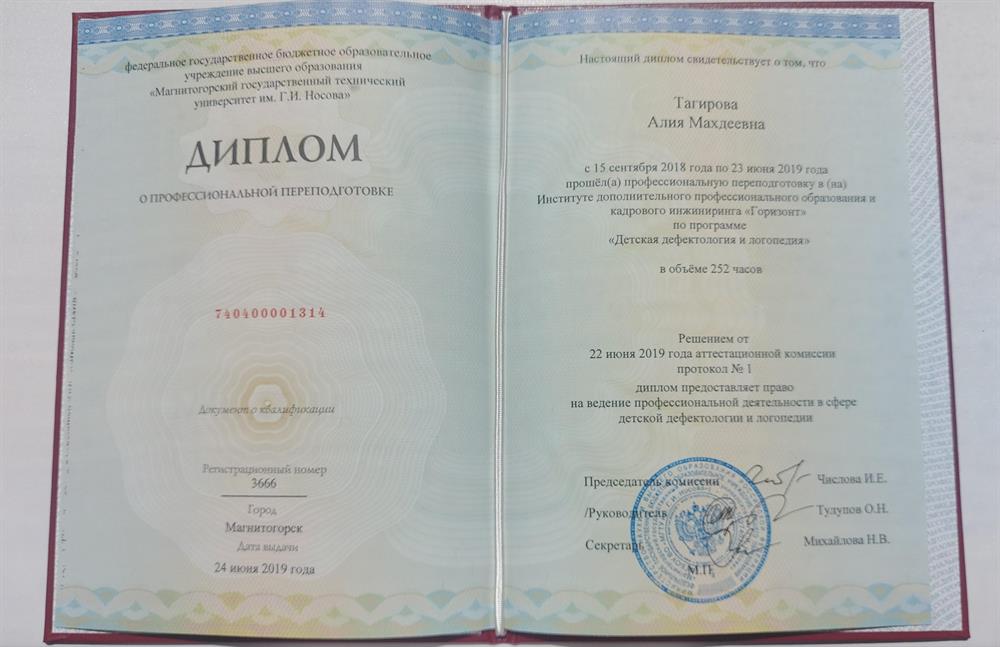 федеральное государственное бюджетное образовательное
учреждение высшего образования
«Магнитогорский государственный технический
университет им. Г.И. Носова»
ДИПЛОМ
О ПРОФЕССИОНАЛЬНОЙ ПЕРЕПОДГОТОВКЕ
740400001314
Документ о квалификации
Регистрационный номер
3666
Город
Магнитогорск
Дата выдачи
24 июня 2019 года
Настоящий диплом свидетельствует о том, что
Тагирова
Алия Махдеевна
с 15 сентября 2018 года по 23 июня 2019 года
прошёл(а) профессиональную переподготовку в (на)
Институте дополнительного профессионального образования и
кадрового инжиниринга «Горизонт»
по программе
«Детская дефектология и логопедия»
в объёме 252 часов
Решением от
22 июня 2019 года аттестационной комиссии
протокол № 1
диплом предоставляет право
на ведение профессиональной деятельности в сфере
детской дефектологии и логопедии
Председатель комиссии Числова И.Е.
/Руководитель Тулупов О.Н.
Секретарь Михайлова Н.В.
М.П.